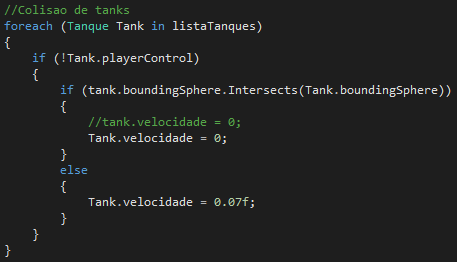 //Colisao de tanks
foreach (Tanque Tank in listaTanques)
{
    if (!Tank.playerControl)
    {
        if (tank.boundingSphere.Intersects(Tank.boundingSphere))
        {
            //tank.velocidade = 0;
            Tank.velocidade = 0;
        }
        else
        {
            Tank.velocidade = 0.07f;
        }
    }
}